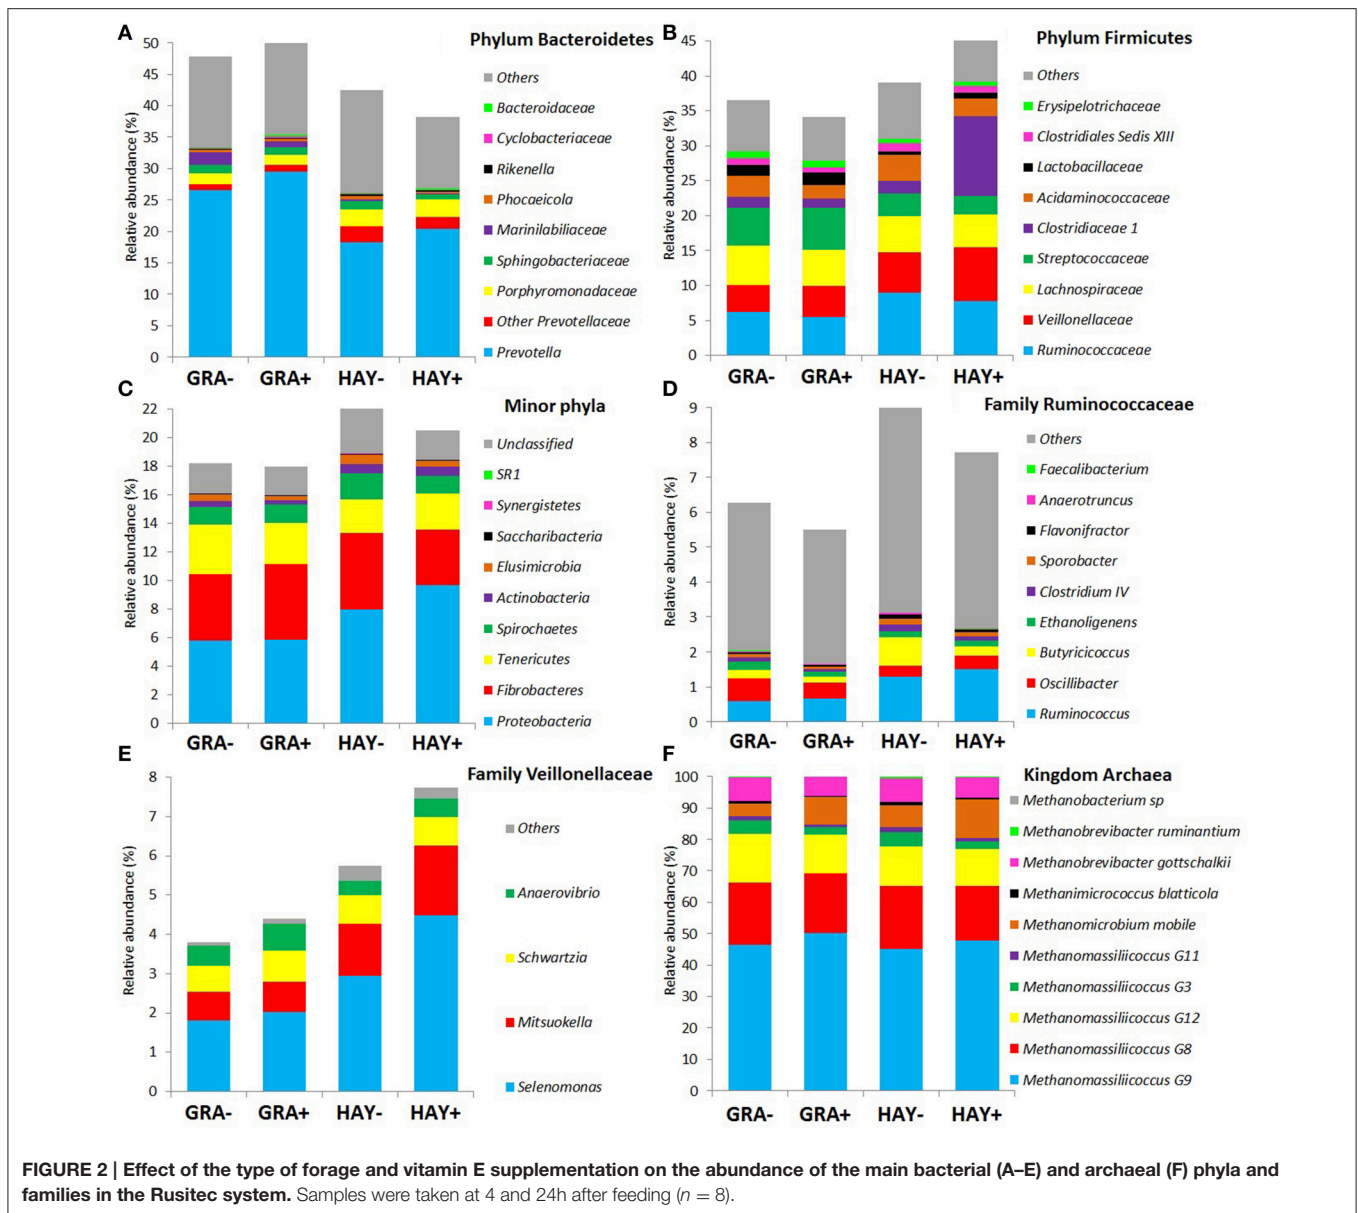 A
Phylum Bacteroidetes
Relative abundance (%)
50
45
40
35
30
25
20
15
10
5
0
GRA-
GRA+
HAY-
HAY+
Others
Bacteroidaceae
Cyclobacteriaceae
Rikenella
Phocaeicola
Marinilabiliaceae
Sphingobacteriaceae
Porphyromonadaceae
Other Prevotellaceae
Prevotella
B
Phylum Firmicutes
Relative abundance (%)
45
40
35
30
25
20
15
10
5
0
GRA-
GRA+
HAY-
HAY+
Others
Erysipelotrichaceae
Clostridiales Sedis XIII
Lactobacillaceae
Acidaminococcaceae
Clostridiaceae 1
Streptococcaceae
Lachnospiraceae
Veillonellaceae
Ruminococcaceae
C
Minor phyla
Relative abundance (%)
22
20
18
16
14
12
10
8
6
4
2
0
GRA-
GRA+
HAY-
HAY+
Unclassified
SR1
Synergistetes
Saccharibacteria
Elusimicrobia
Actinobacteria
Spirochaetes
Tenericutes
Fibrobacteres
Proteobacteria
D
Family Ruminococcaceae
Relative abundance (%)
9
8
7
6
5
4
3
2
1
0
GRA-
GRA+
HAY-
HAY+
Others
Faecalibacterium
Anaerotruncus
Flavonifractor
Sporobacter
Clostridium IV
Ethanoligenens
Butyricicoccus
Oscillibacter
Ruminococcus
E
Family Veillonellaceae
Relative abundance (%)
8
7
6
5
4
3
2
1
0
GRA-
GRA+
HAY-
HAY+
Others
Anaerovibrio
Schwartzia
Mitsuokella
Selenomonas
F
Kingdom Archaea
Relative abundance (%)
100
90
80
70
60
50
40
30
20
10
0
GRA-
GRA+
HAY-
HAY+
Methanobacterium sp
Methanobrevibacter ruminantium
Methanobrevibacter gottschalkii
Methanimicrococcus blatticola
Methanomicrobium mobile
Methanomassiliicoccus G11
Methanomassiliicoccus G3
Methanomassiliicoccus G12
Methanomassiliicoccus G8
Methanomassiliicoccus G9
FIGURE 2 | Effect of the type of forage and vitamin E supplementation on the abundance of the main bacterial (A–E) and archaeal (F) phyla and
families in the Rusitec system. Samples were taken at 4 and 24h after feeding (n = 8).